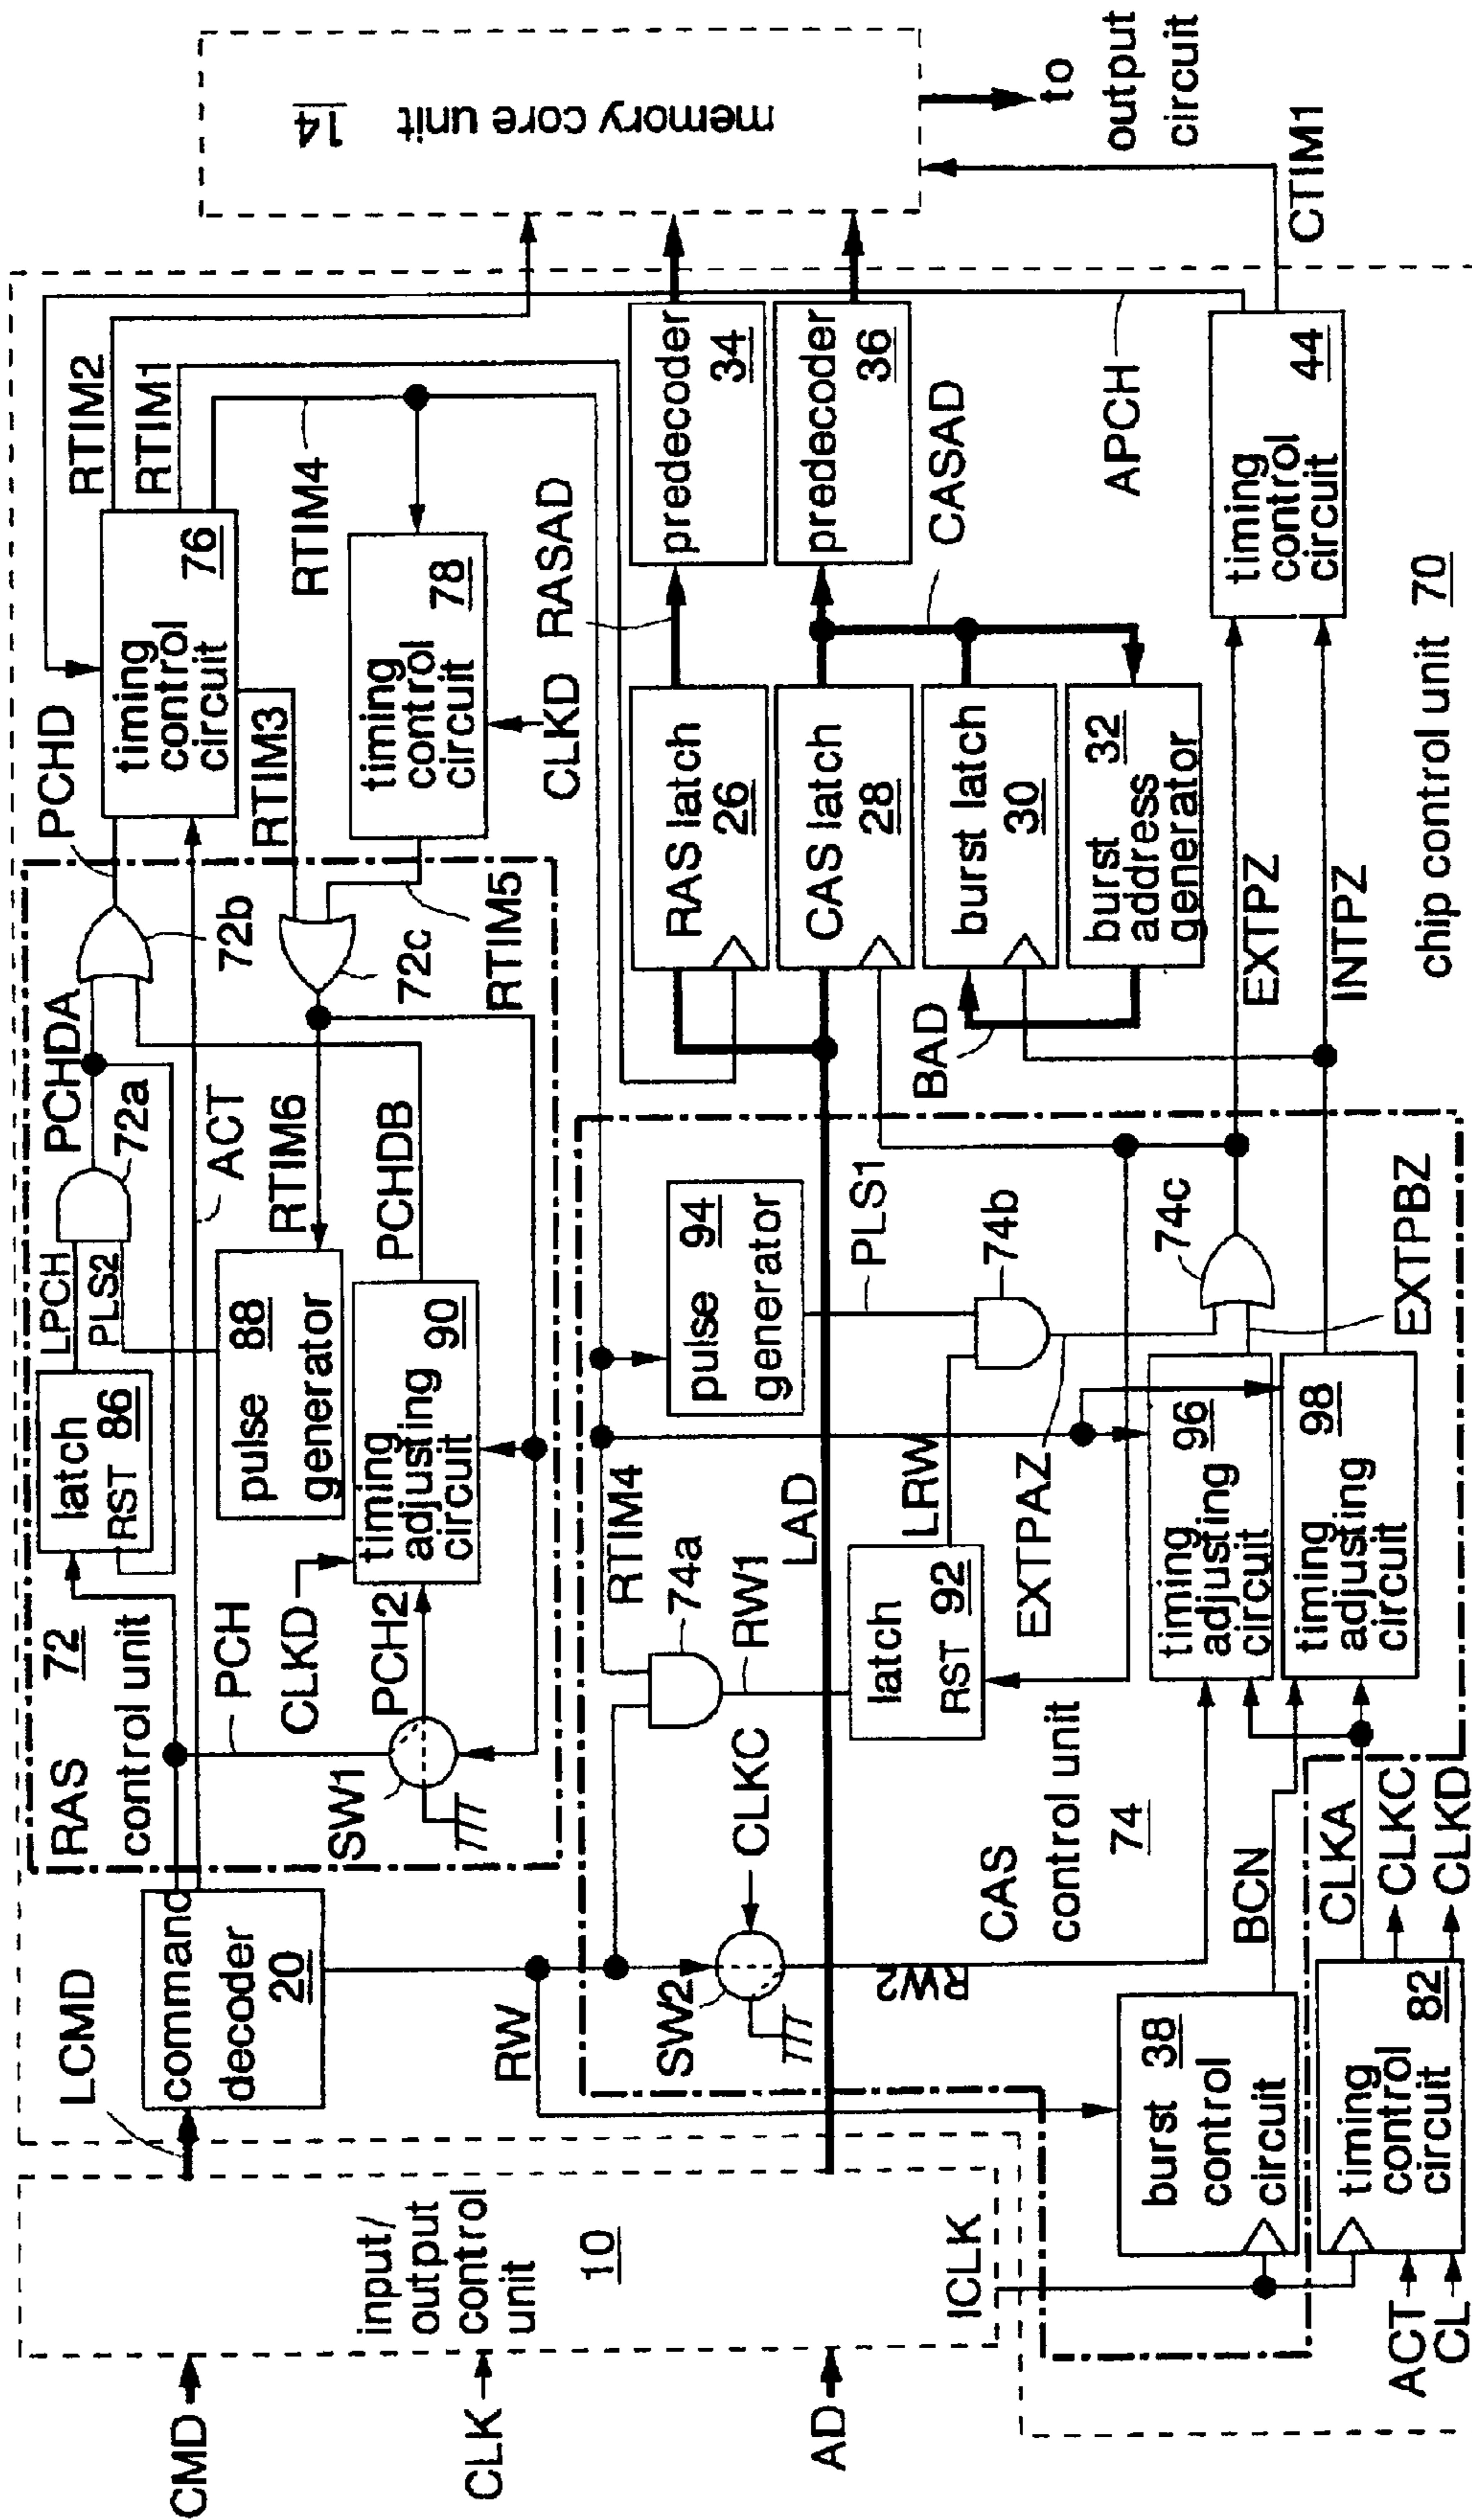 CMD
CLK
AD
input/
output
control
unit
10
ICLK
LCMD
command
decoder
20
RW
72
RAS
control unit
PCH
CLKD
PCH2
SW1
latch
RST 86
LPCH
PLS2
pulse 88
generator
timing
adjusting
circuit
90
PCHDA
72a
ACT
RTIM6
PCHDB
72b
72c
RTIM5
PCHD
timing
control
circuit
76
RTIM3
timing
control
circuit
78
CLKD
RTIM2
RTIM1
RTIM4
RASAD
memory core unit 14
to
output
circuit
CTIM1
RTIM4
74a
RW1
LAD
SW2
CLKC
RW2
CAS
control unit
74
latch
RST 92
LRW
EXTPAZ
pulse 94
generator
PLS1
74b
74c
EXTPBZ
timing
adjusting
circuit
96
timing
adjusting
circuit
98
BCN
CLKA
CLKC
CLKD
burst 38
control
circuit
timing
control
circuit
82
ACT
CL
RAS latch
26
CAS latch
28
burst latch
30
burst 32
address
generator
BAD
predecoder
34
predecoder
36
CASAD
APCH
EXTPZ
INTPZ
timing
control
circuit
44
chip control unit 70